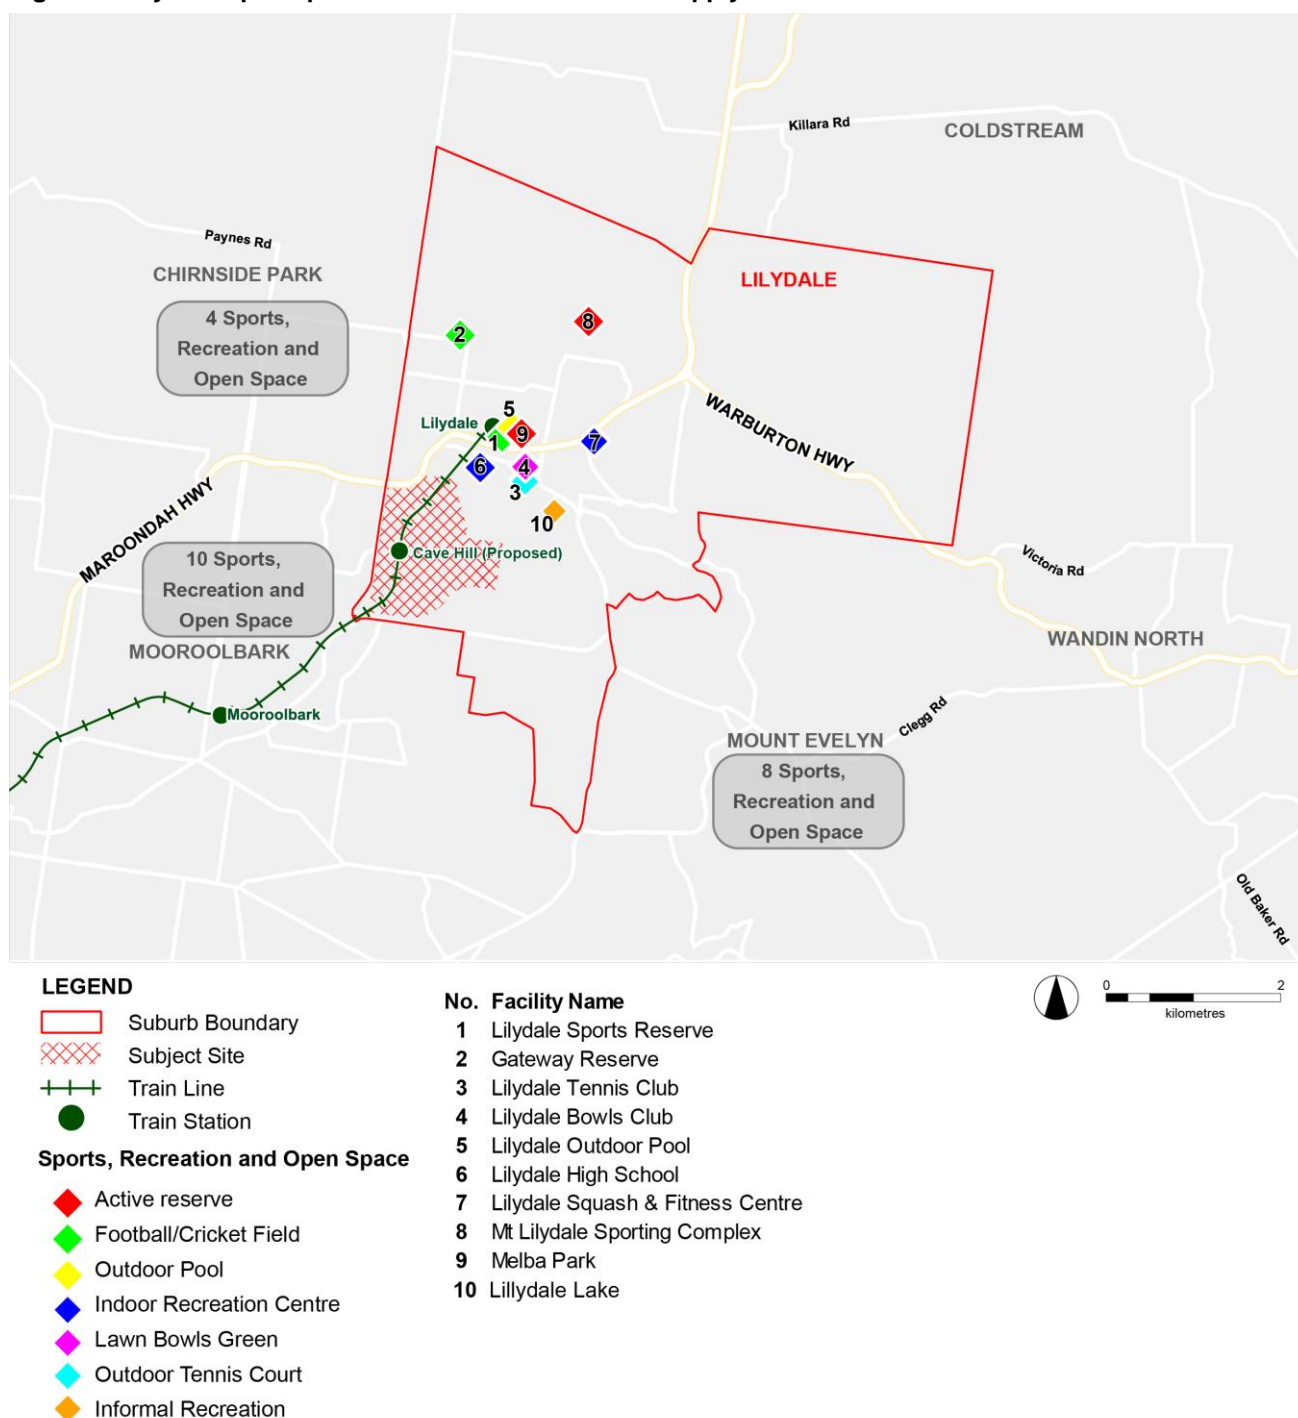 Killara Rd
COLDSTREAM
Paynes Rd
CHIRNSIDE PARK
LILYDALE
4 Sports,
Recreation and
Open Space
2
8
5
Lilydale
9
1
7
WARBURTON HWY
6
4
3
10
MAROONDAH HWY
Cave Hill (Proposed)
10 Sports,
Recreation and
Open Space
MOOROOLBARK
Victoria Rd
WANDIN NORTH
Mooroolbark
Clegg Rd
MOUNT EVELYN
8 Sports,
Recreation and
Open Space
Old Baker Rd
LEGEND
Suburb Boundary
Subject Site
Train Line
Train Station
Sports, Recreation and Open Space
Active reserve
Football/Cricket Field
Outdoor Pool
Indoor Recreation Centre
Lawn Bowls Green
Outdoor Tennis Court
Informal Recreation
No. Facility Name
1 Lilydale Sports Reserve
2 Gateway Reserve
3 Lilydale Tennis Club
4 Lilydale Bowls Club
5 Lilydale Outdoor Pool
6 Lilydale High School
7 Lilydale Squash & Fitness Centre
8 Mt Lilydale Sporting Complex
9 Melba Park
10 Lillydale Lake
0 2
kilometres